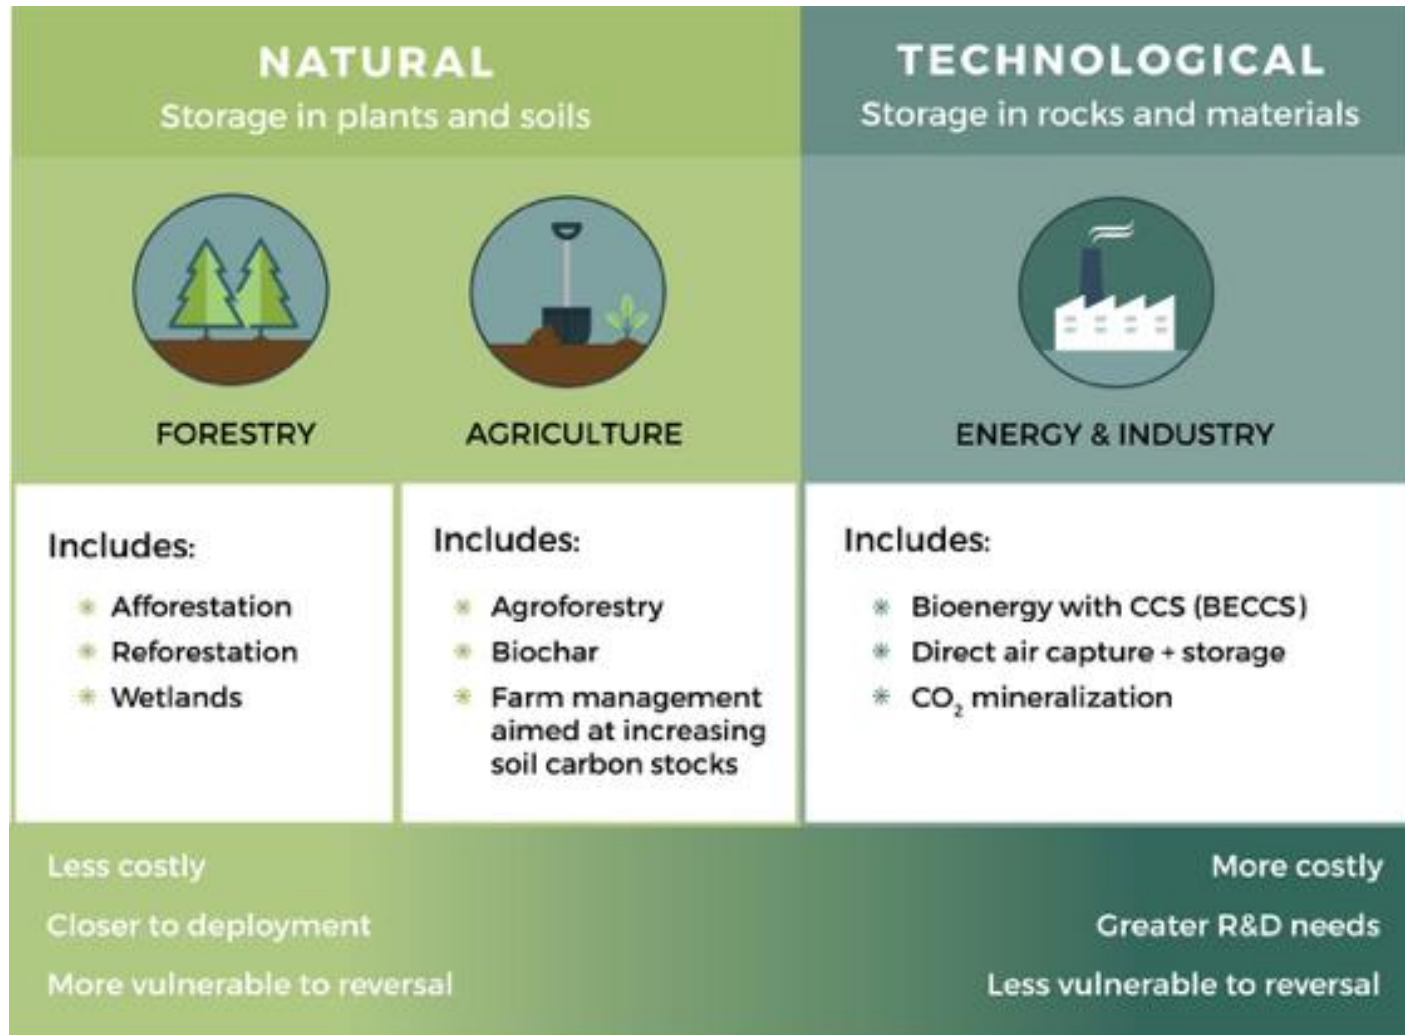 NATURAL
Storage in plants and soils
TECHNOLOGICAL
Storage in rocks and materials
FORESTRY
AGRICULTURE
ENERGY & INDUSTRY
Includes:
Afforestation
Reforestation
Wetlands
Includes:
Agroforestry
Biochar
Farm management
aimed at increasing
soil carbon stocks
Includes:
Bioenergy with CCS (BECCS)
Direct air capture + storage
CO₂ mineralization
Less costly
Closer to deployment
More vulnerable to reversal
More costly
Greater R&D needs
Less vulnerable to reversal